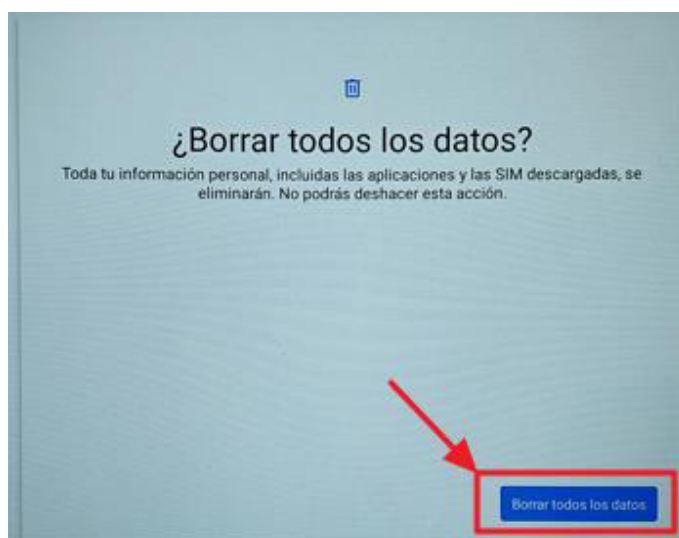 ¿Borrar todos los datos?
Toda tu información personal, incluidas las aplicaciones y las SIM descargadas, se
eliminarán. No podrás deshacer esta acción.
Borrar todos los datos